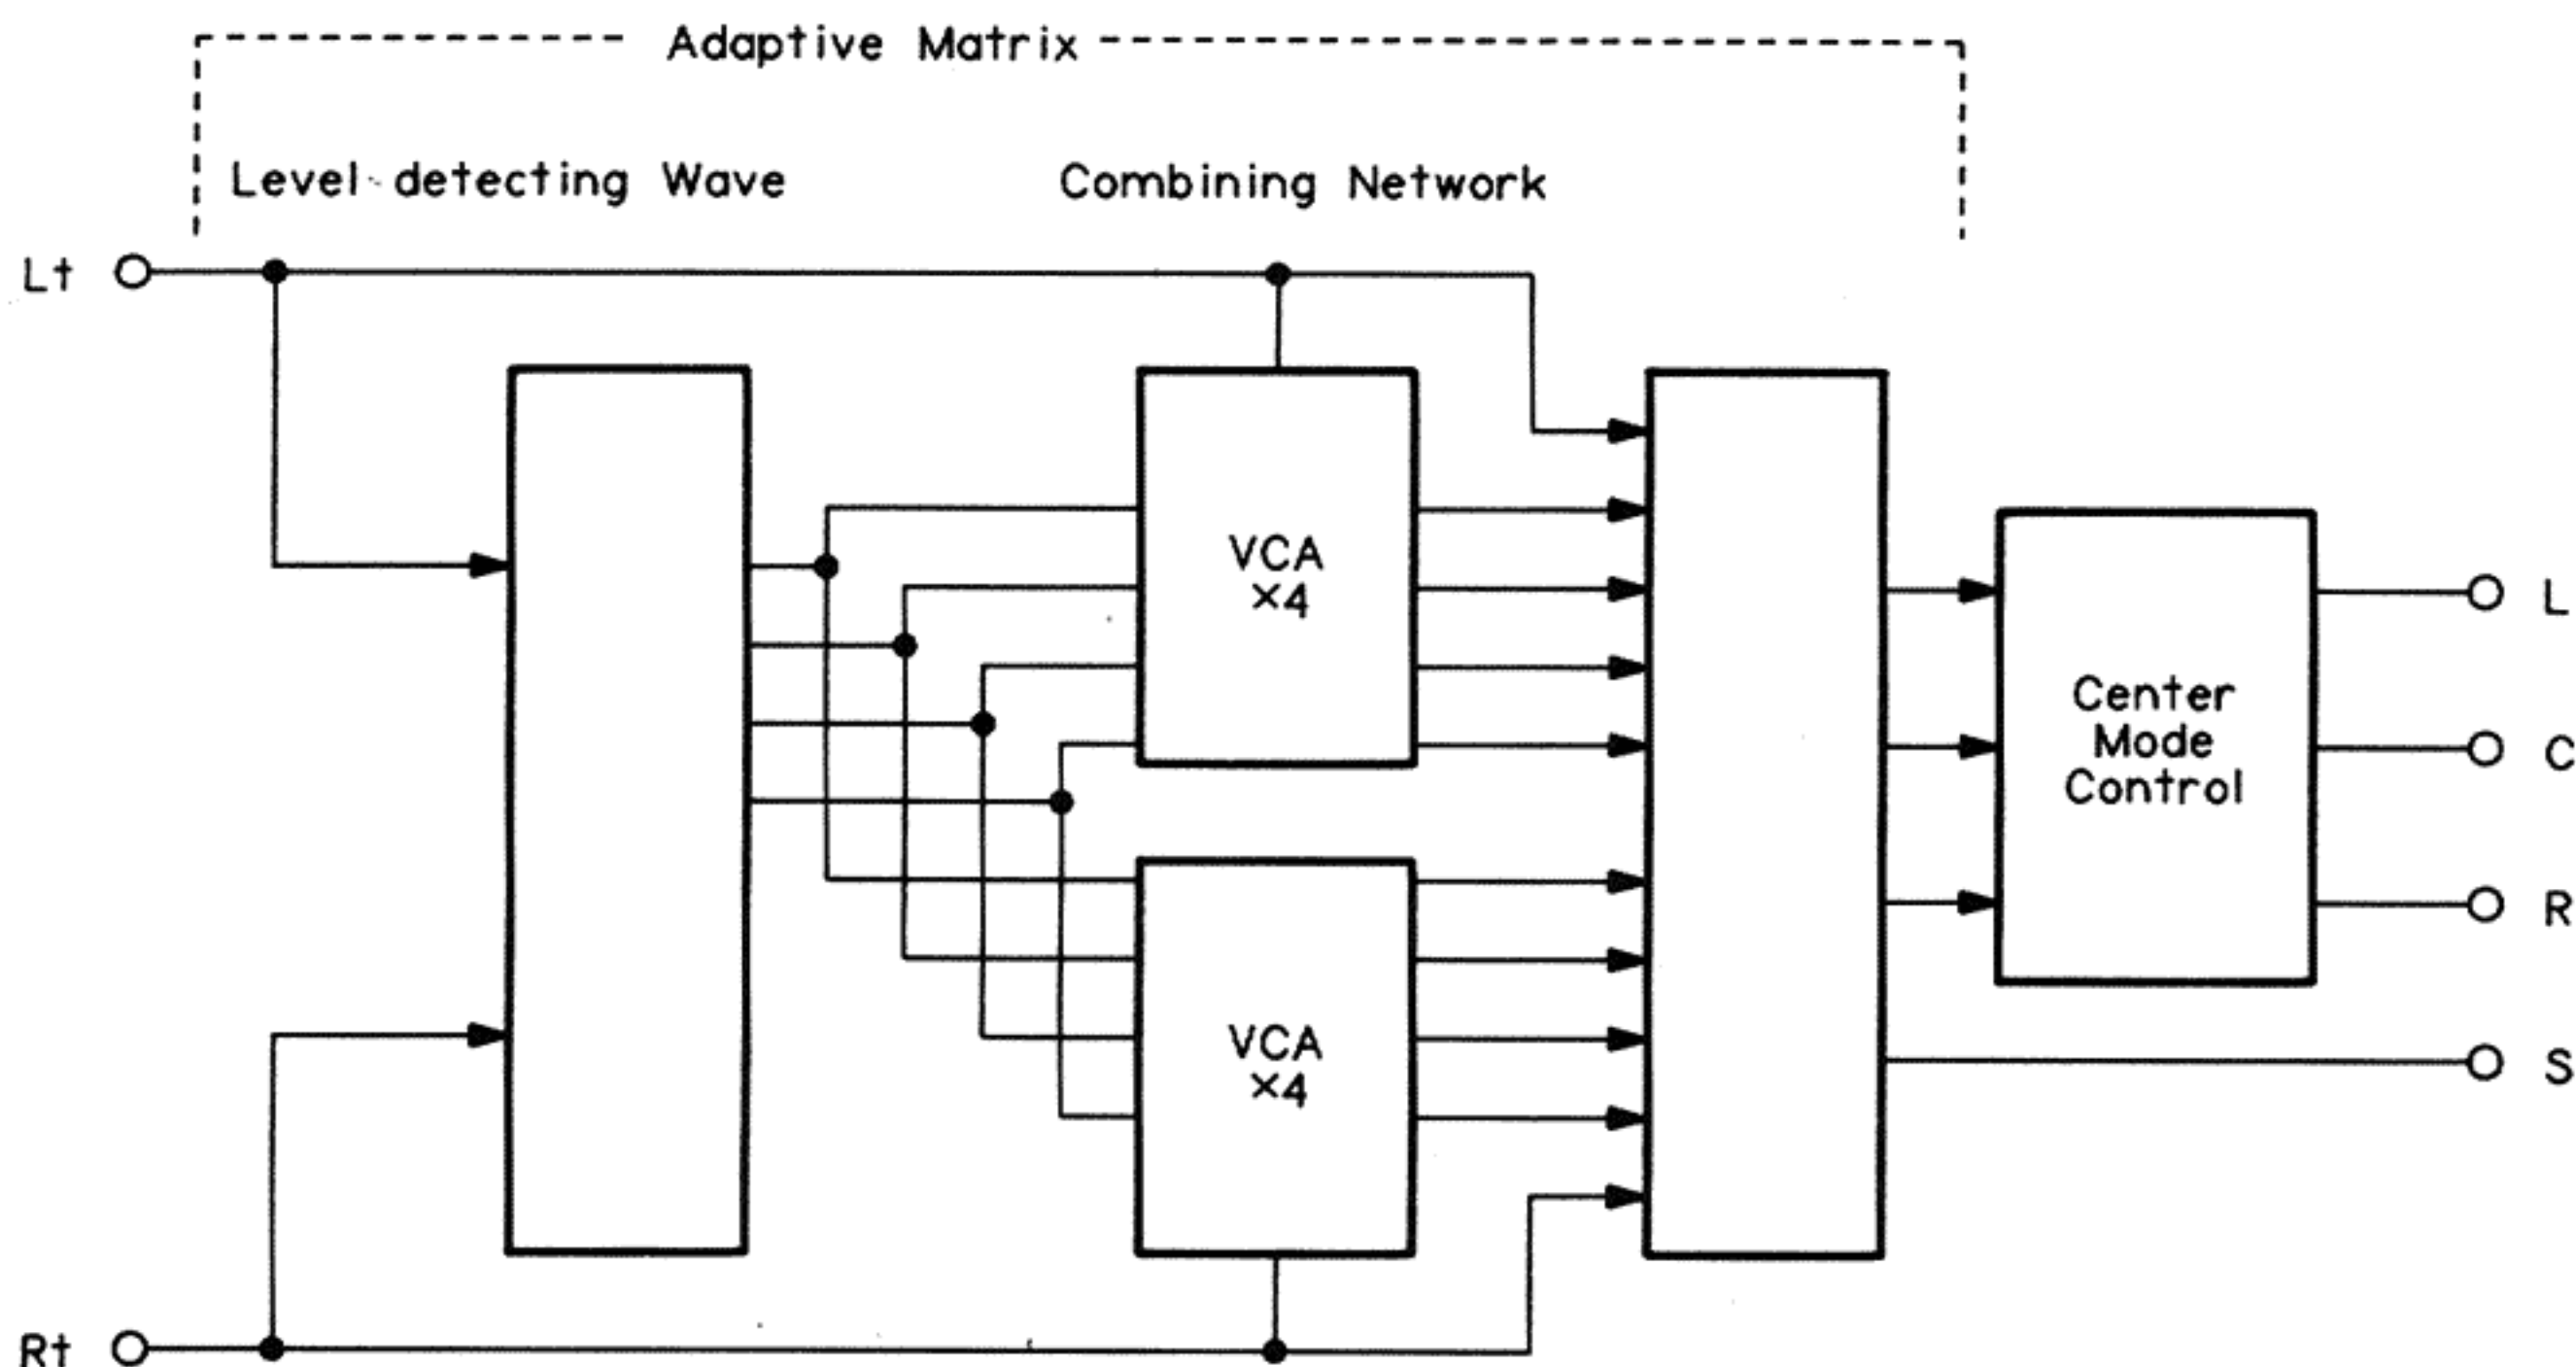 Adaptive Matrix
Level detecting Wave
Combining Network
Lt
VCA
×4
Center
Mode
Control
L
C
R
VCA
×4
S
Rt